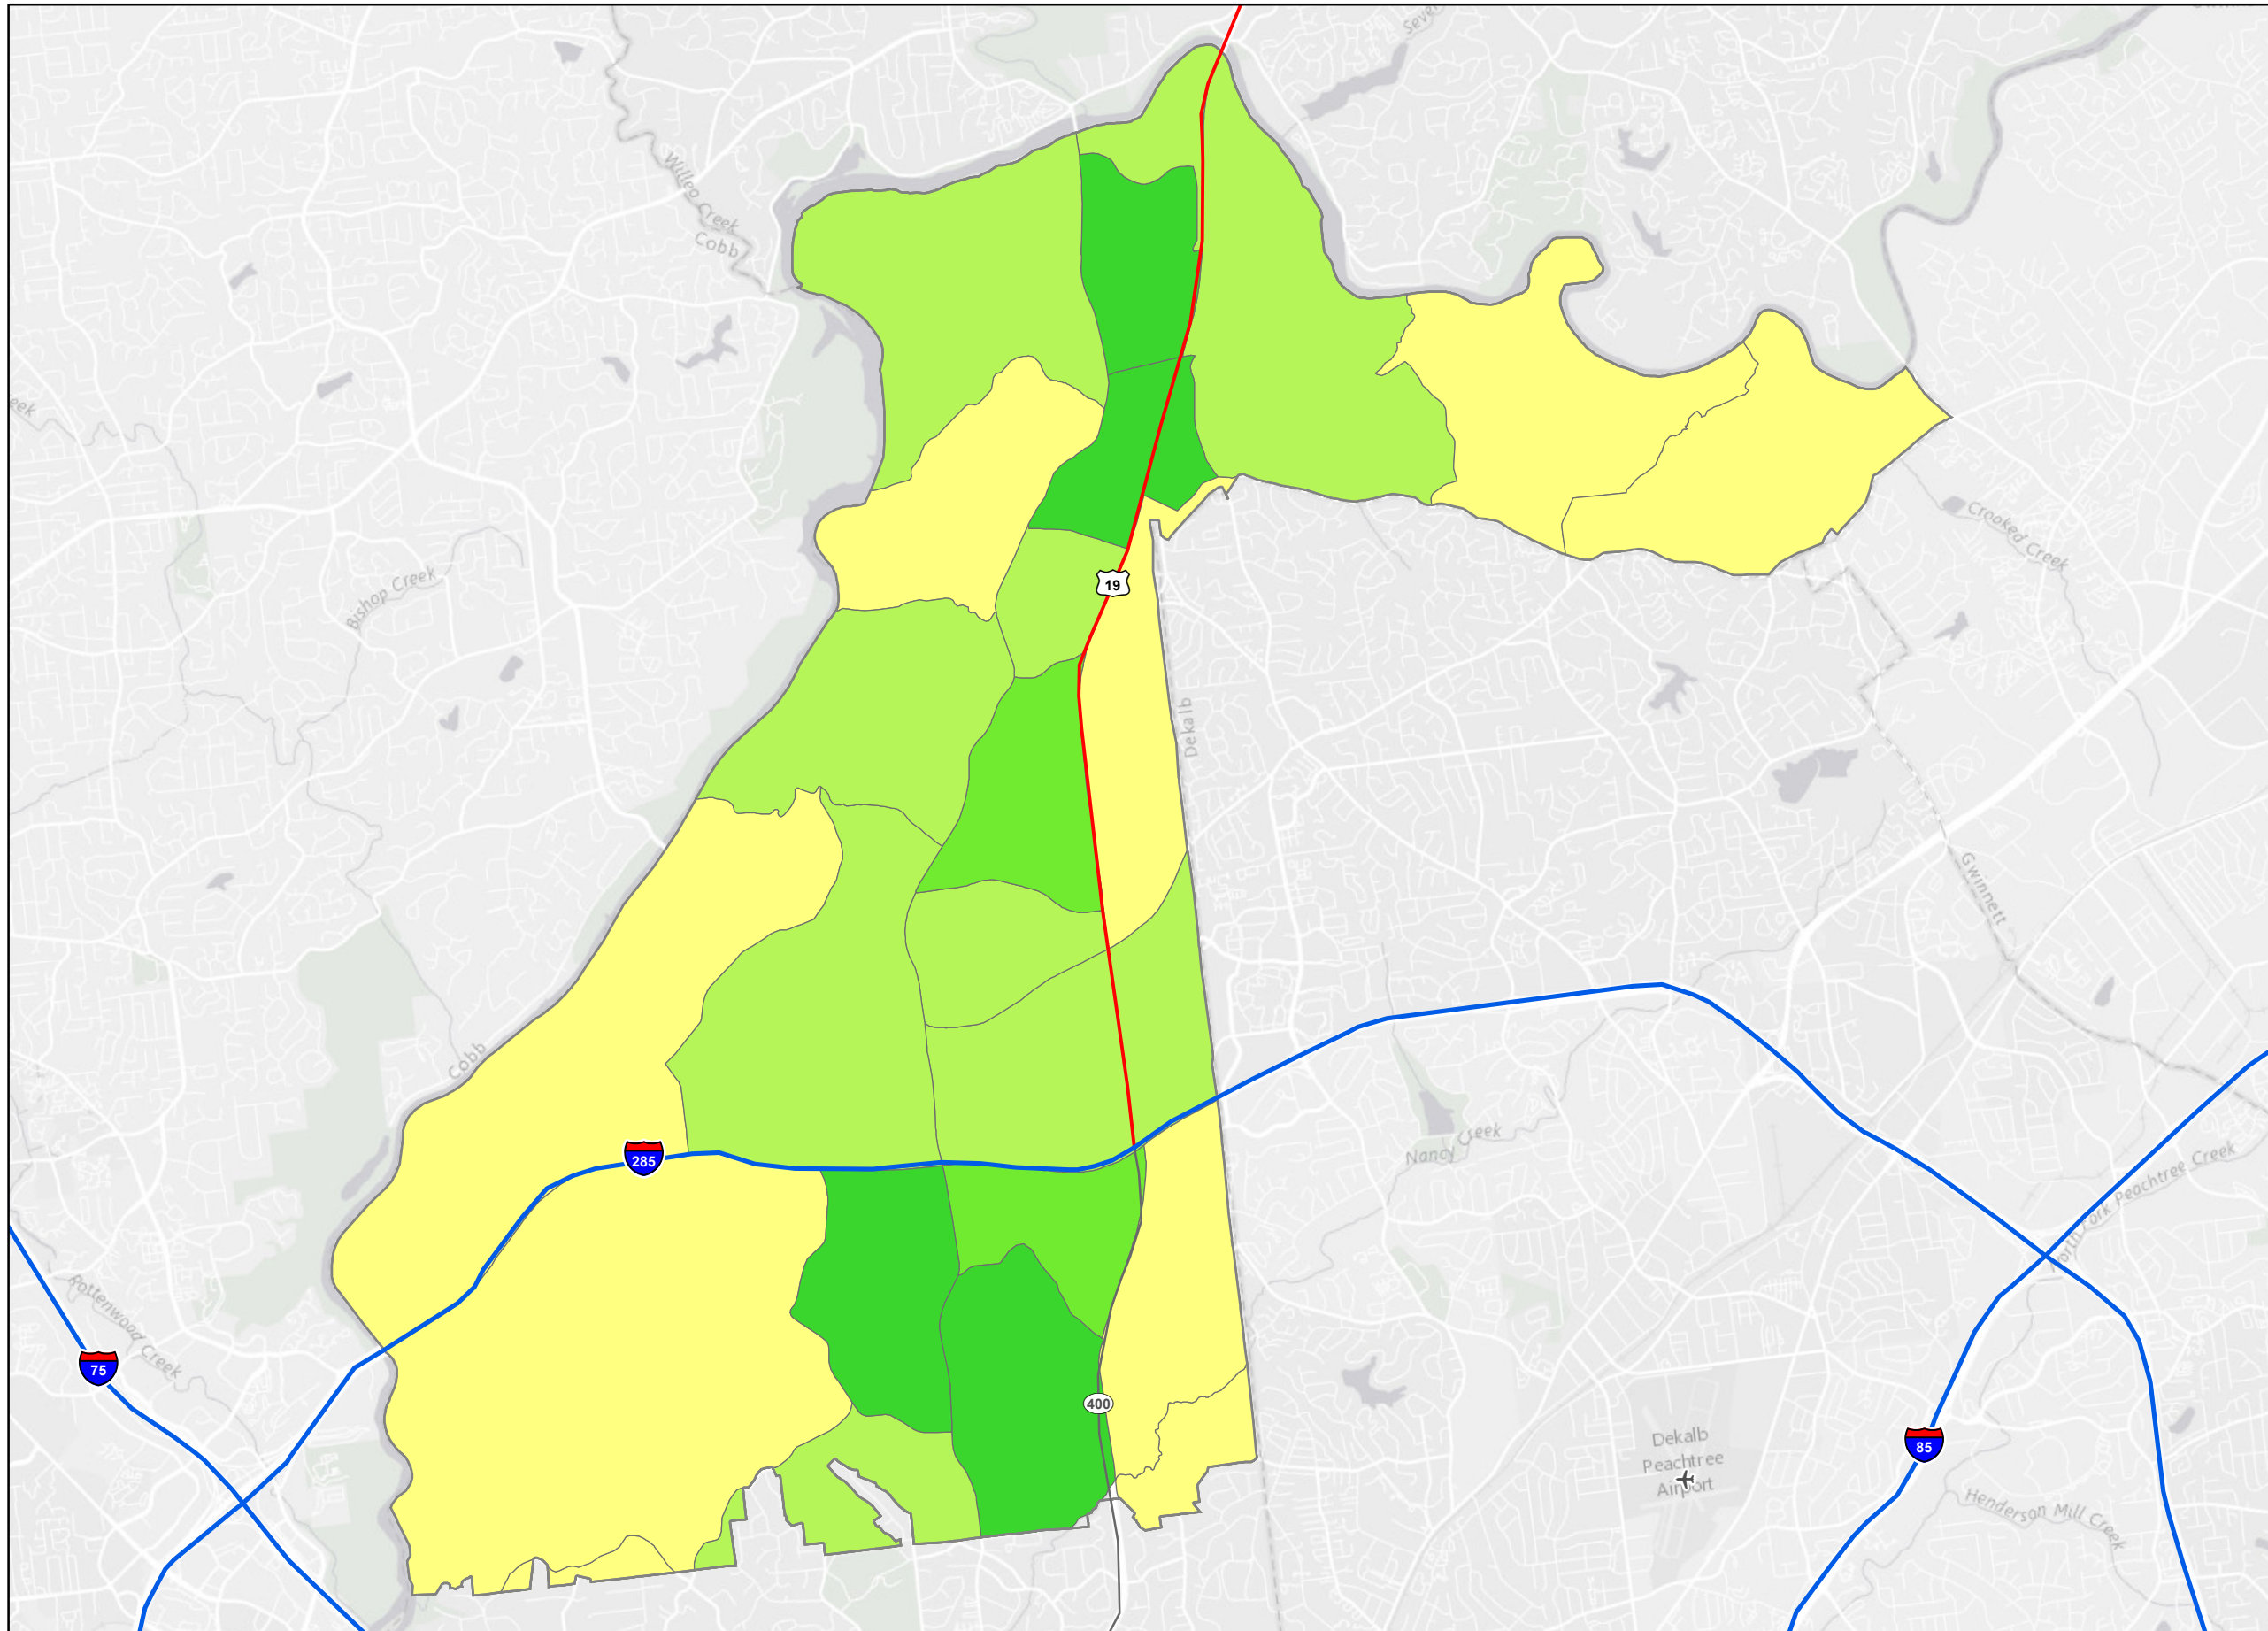 Willeo Creek
Cobb
eek
Bishop Creek
19
Crooked Creek
Dekalb
Gwinnett
Cobb
Nancy Creek
285
North Fork Peachtree Creek
Rottenwood Creek
75
400
85
Dekalb
Peachtree
Airport
Henderson Mill Creek